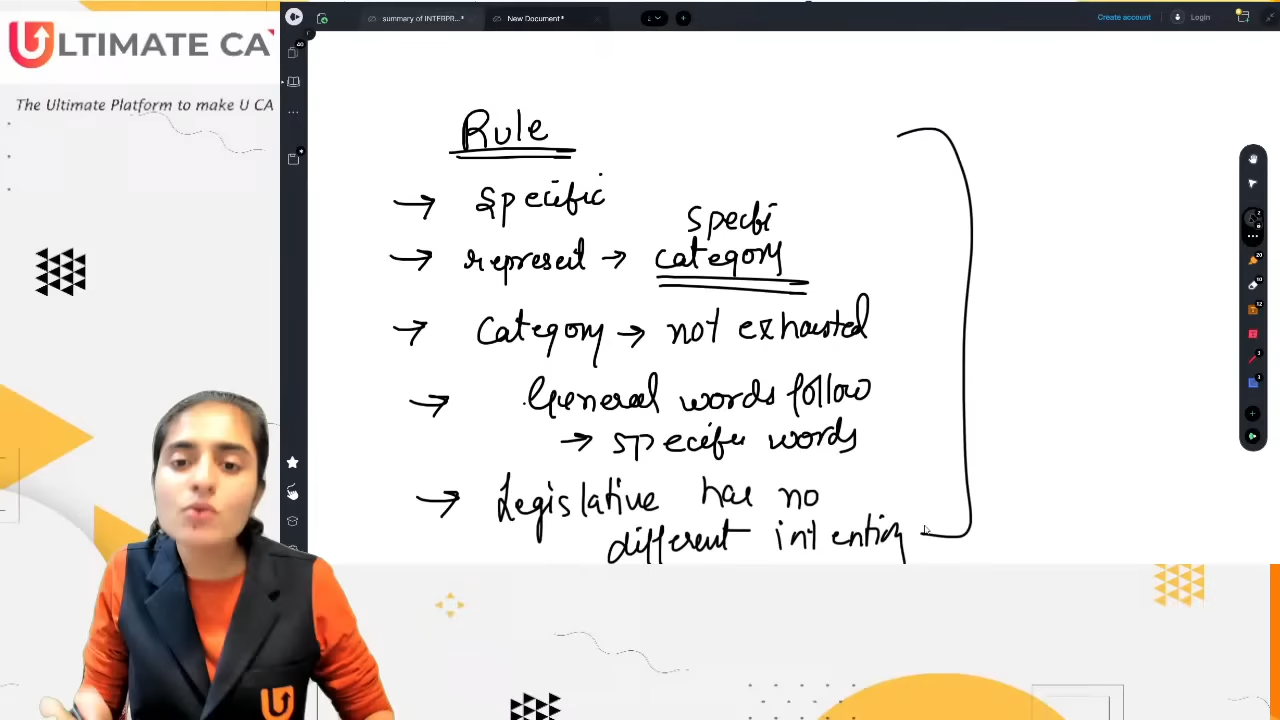 ULTIMATE CA
The Ultimate Platform to make U CA
summary of INTERPR...*
New Document*
Create account
Login
Rule
→ Specific
specifi
→ represent → category
→ Category → not exhausted
→ General words follow
→ specific words
→ Legislative has no
different intention